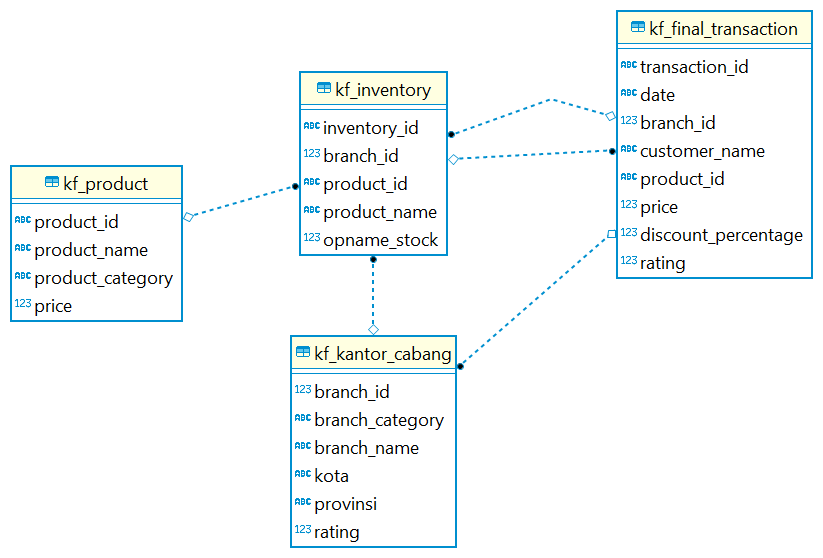 kf_final_transaction
ABC transaction_id
ABC date
123 branch_id
ABC customer_name
ABC product_id
123 price
123 discount_percentage
123 rating
kf_inventory
ABC inventory_id
123 branch_id
ABC product_id
ABC product_name
123 opname_stock
kf_product
ABC product_id
ABC product_name
ABC product_category
123 price
kf_kantor_cabang
123 branch_id
ABC branch_category
ABC branch_name
ABC kota
ABC provinsi
123 rating